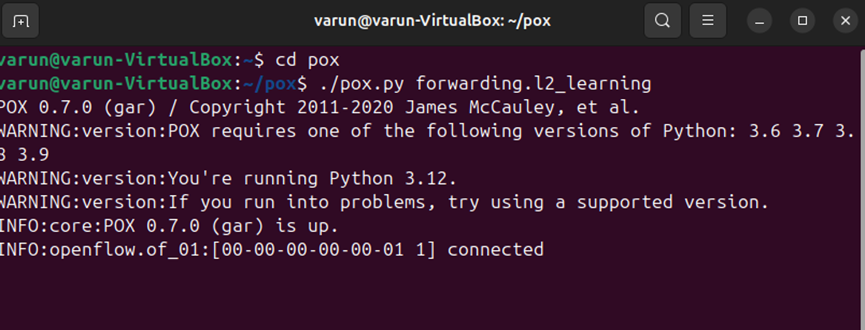 varun@varun-VirtualBox: ~/pox
varun@varun-VirtualBox:~$ cd pox
varun@varun-VirtualBox:~/pox$ ./pox.py forwarding.l2_learning
POX 0.7.0 (gar) / Copyright 2011-2020 James McCauley, et al.
WARNING:version:POX requires one of the following versions of Python: 3.6 3.7 3.
8 3.9
WARNING:version:You're running Python 3.12.
WARNING:version:If you run into problems, try using a supported version.
INFO:core:POX 0.7.0 (gar) is up.
INFO:openflow.of_01:[00-00-00-00-00-01 1] connected